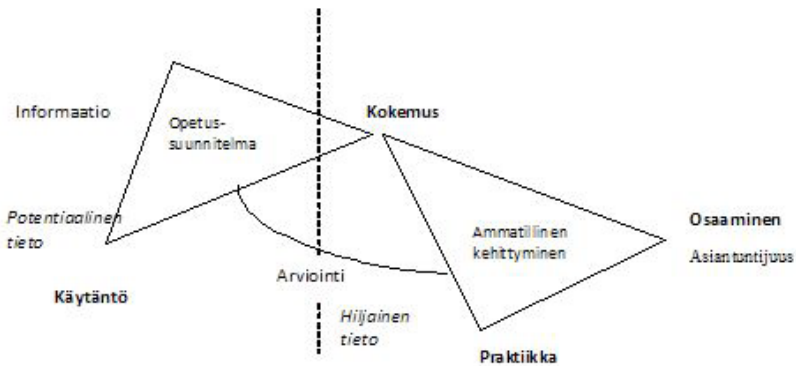 Informaatio
Opetus-
suunnitelma
Kokemus
Potentiaalinen
tieto
Käytäntö
Arviointi
Hiljainen
tieto
Ammatillinen
kehittyminen
Osaaminen
Asiantuntijuus
Praktiikka